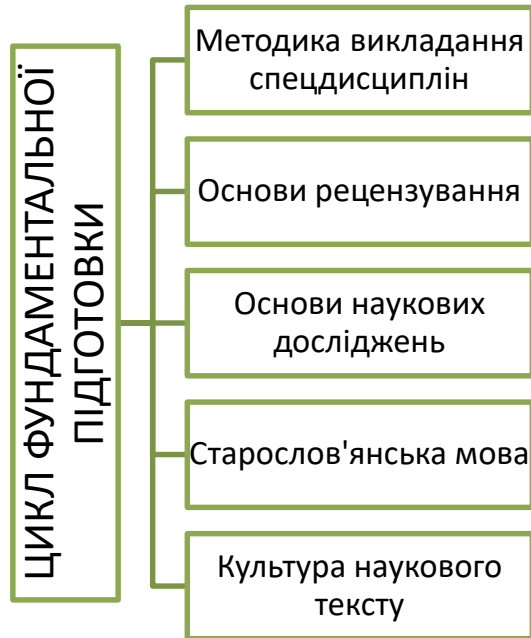 ЦИКЛ ФУНДАМЕНТАЛЬНОЇ
ПІДГОТОВКИ
Методика викладання
спецдисциплін
Основи рецензування
Основи наукових
досліджень
Старослов'янська мова
Культура наукового
тексту